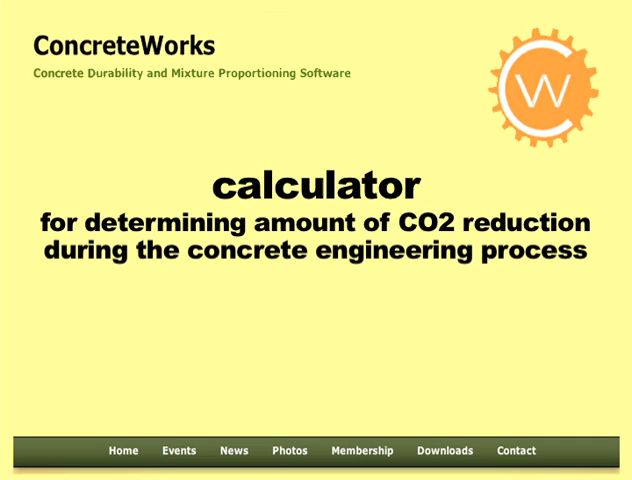 ConcreteWorks
Concrete Durability and Mixture Proportioning Software
CW
calculator
for determining amount of CO2 reduction
during the concrete engineering process
Home Events News Photos Membership Downloads Contact